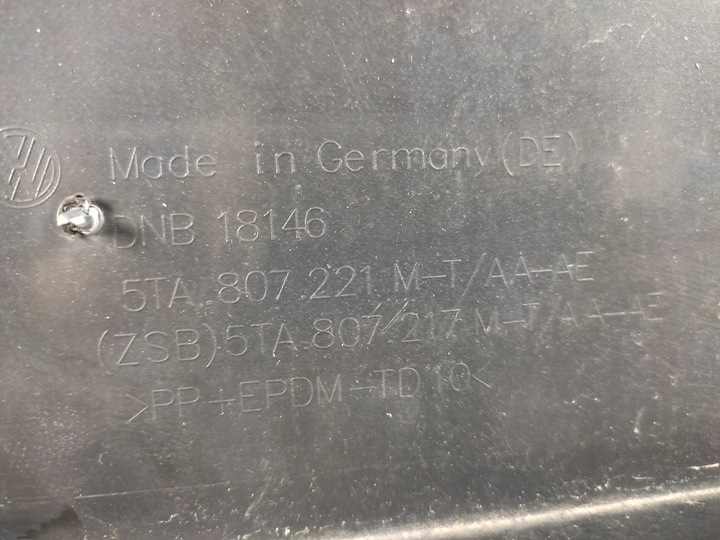 Made in Germany (DE)
DNB 18146
5TA.807.221 M-T/AA-AE
(ZSB) 5TA.807.217 M-T/AA-AE
>PP+EPDM-TD10<